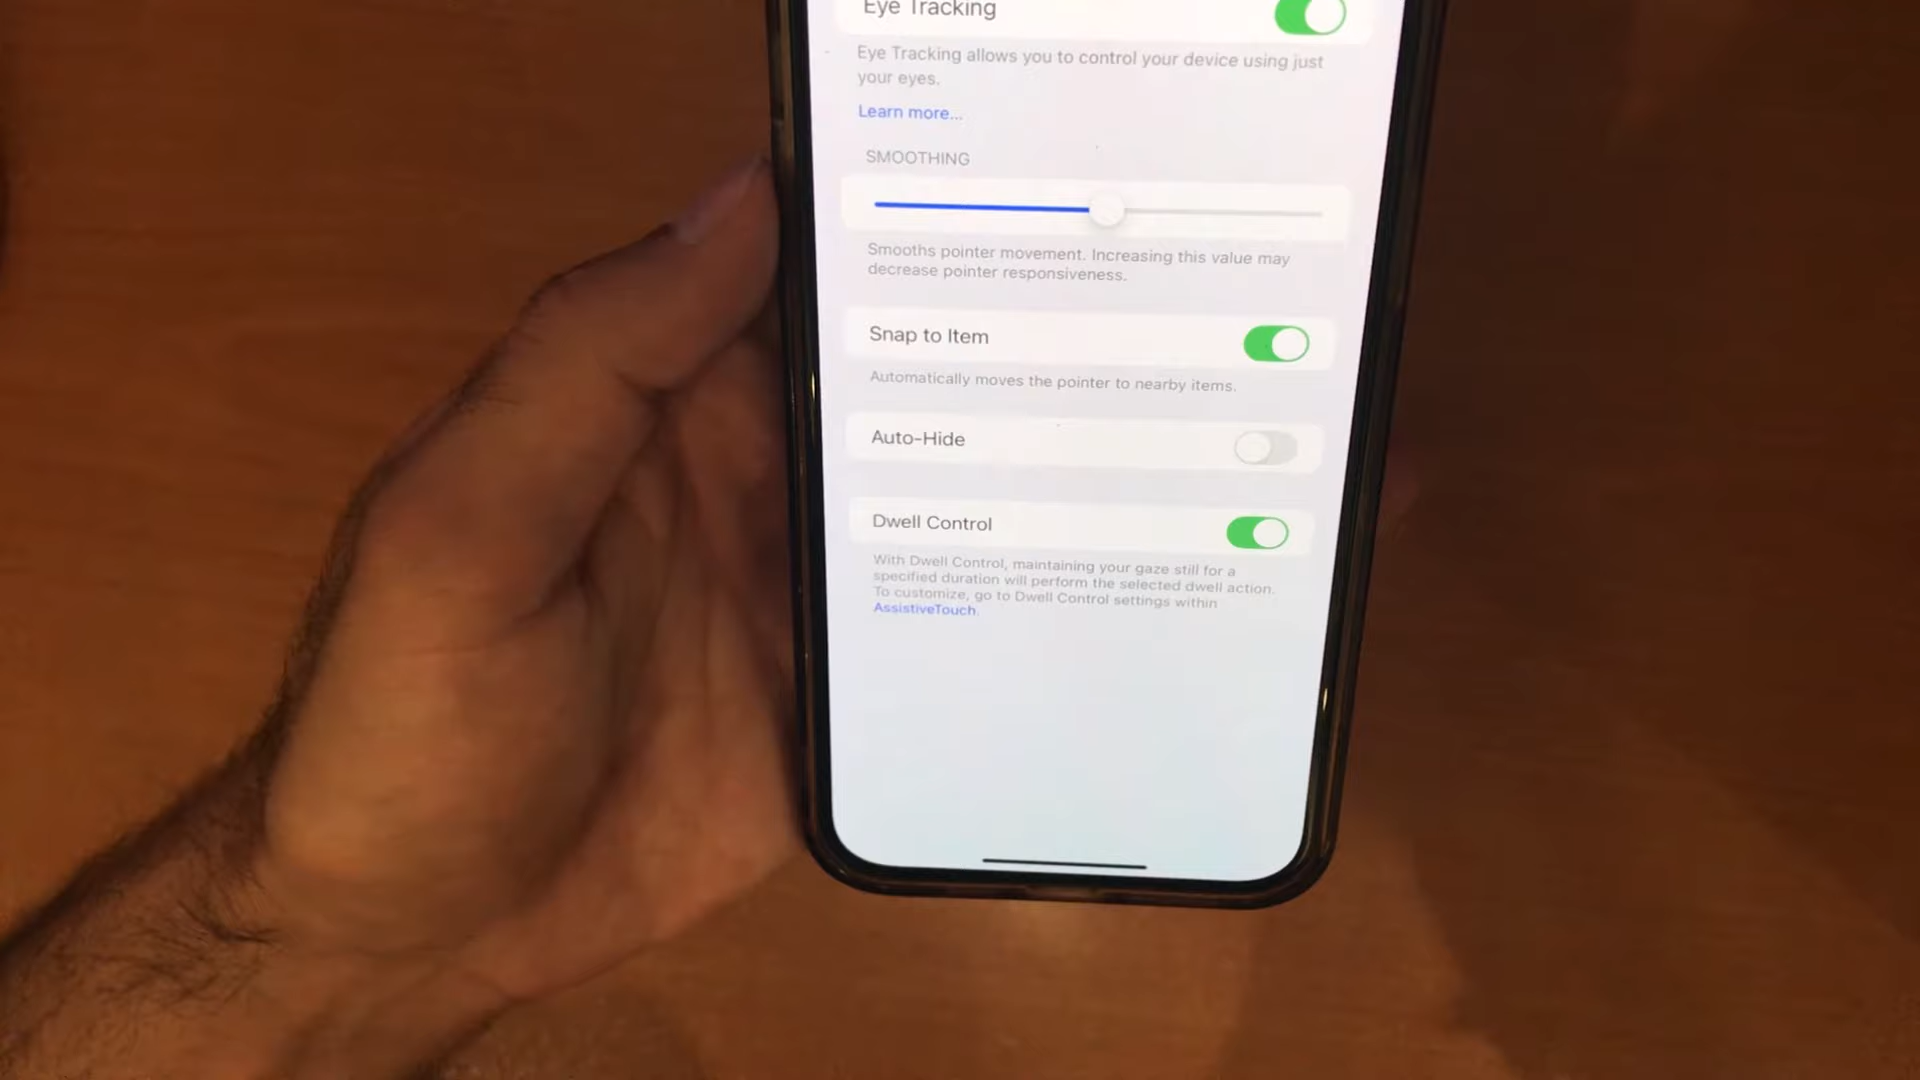 Eye Tracking
Eye Tracking allows you to control your device using just
your eyes.
Learn more...
SMOOTHING
Smooths pointer movement. Increasing this value may
decrease pointer responsiveness.
Snap to Item
Automatically moves the pointer to nearby items.
Auto-Hide
Dwell Control
With Dwell Control, maintaining your gaze still for a
specified duration will perform the selected dwell action.
To customize, go to Dwell Control settings within
AssistiveTouch.